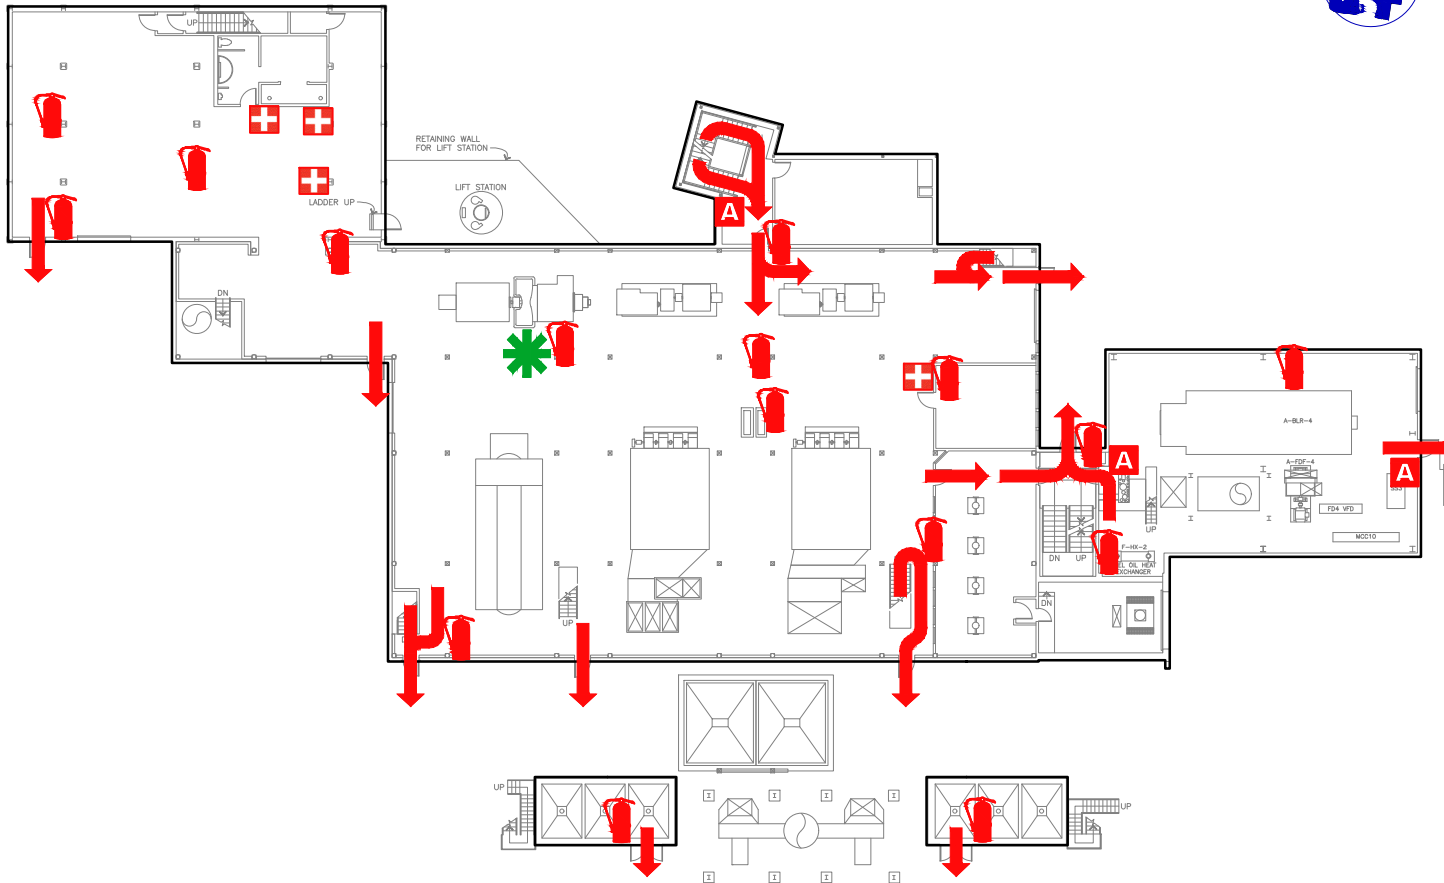 UP
RETAINING WALL
FOR LIFT STATION
LIFT STATION
LADDER UP
A
DN
A-BLR-4
A
A-FDF-4
A
FD4 VFD
UP
MCC10
F-HX-2
DN
UP
EL OIL HEAT
EXCHANGER
DN
UP
UP
UP
I
I
I
I
I
I
I
I